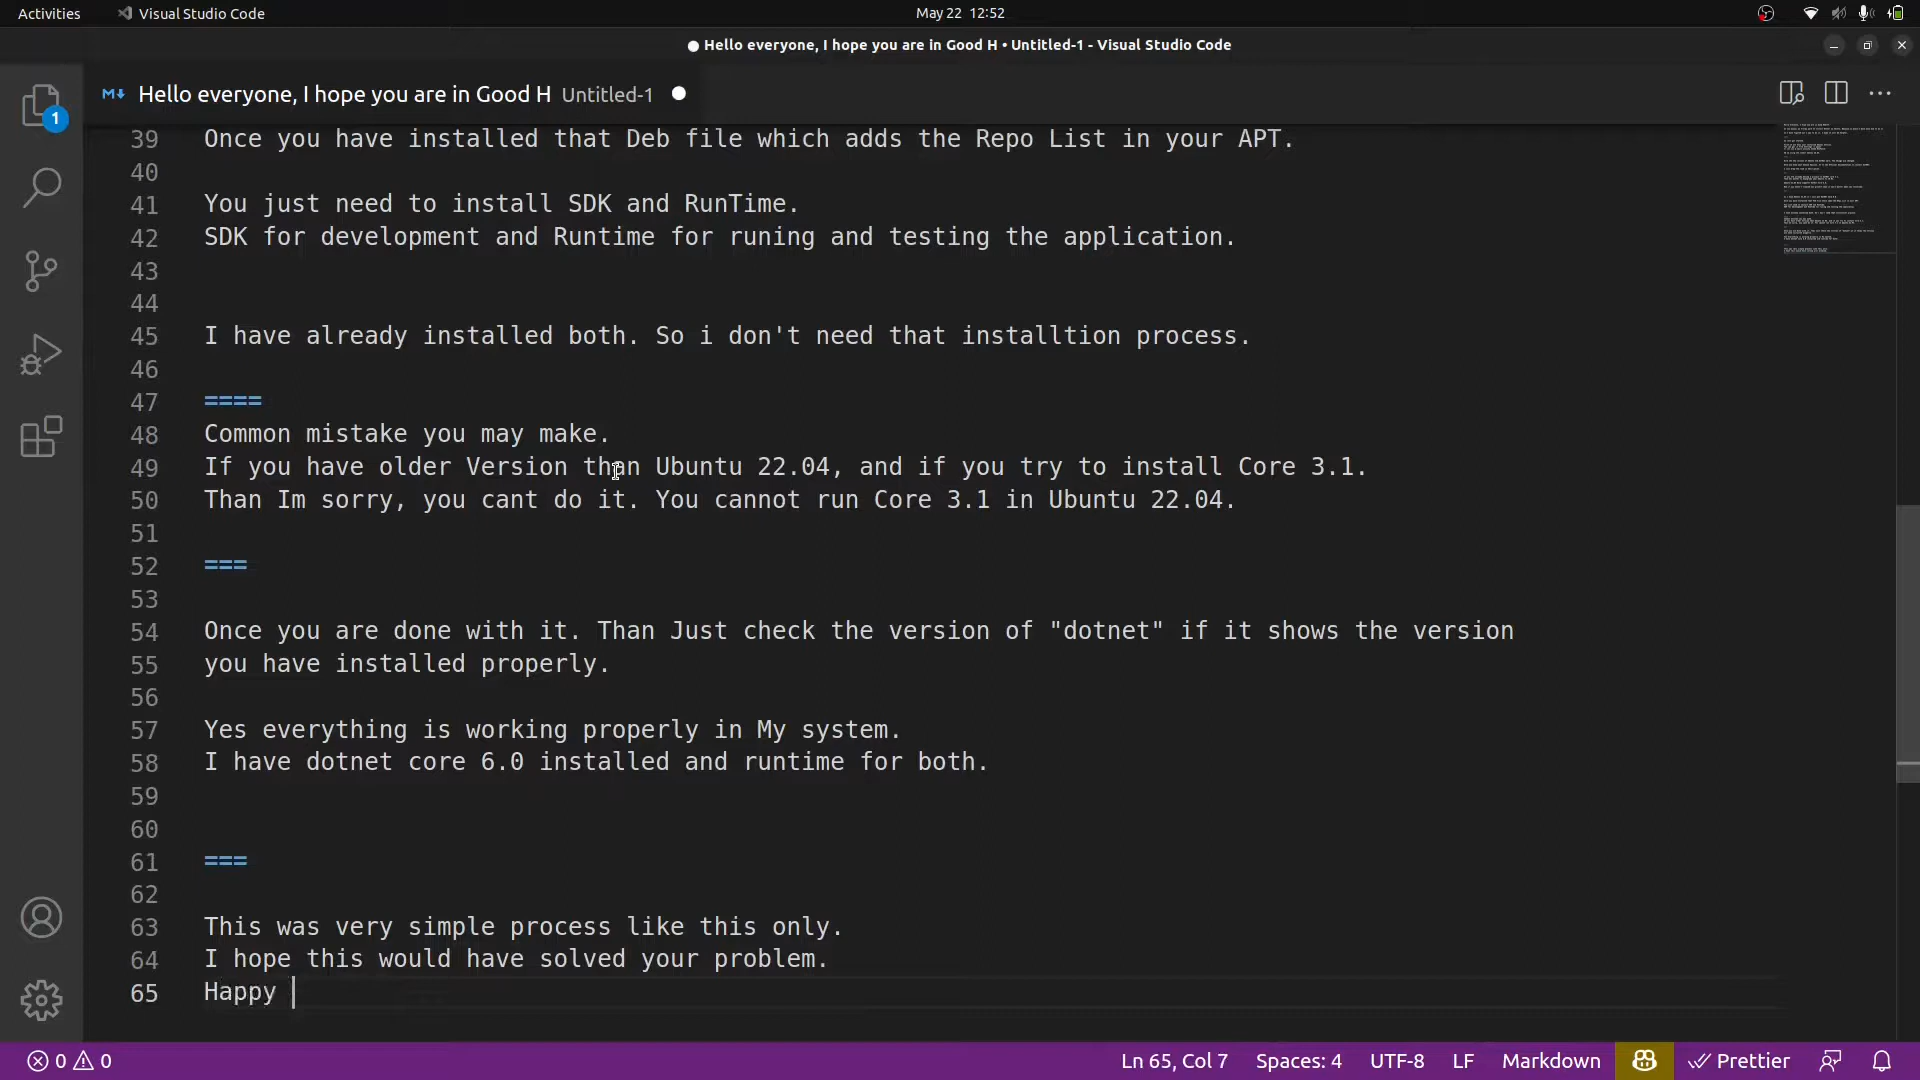 Activities
Visual Studio Code
May 22 12:52
Hello everyone, I hope you are in Good H • Untitled-1 - Visual Studio Code
Hello everyone, I hope you are in Good H Untitled-1
1
39 Once you have installed that Deb file which adds the Repo List in your APT.
40
41 You just need to install SDK and RunTime.
42 SDK for development and Runtime for runing and testing the application.
43
44
45 I have already installed both. So i don't need that installtion process.
46
47 ====
48 Common mistake you may make.
49 If you have older Version than Ubuntu 22.04, and if you try to install Core 3.1.
50 Than Im sorry, you cant do it. You cannot run Core 3.1 in Ubuntu 22.04.
51
52 ===
53
54 Once you are done with it. Than Just check the version of "dotnet" if it shows the version
55 you have installed properly.
56
57 Yes everything is working properly in My system.
58 I have dotnet core 6.0 installed and runtime for both.
59
60
61 ===
62
63 This was very simple process like this only.
64 I hope this would have solved your problem.
65 Happy
0 0
Ln 65, Col 7 Spaces: 4 UTF-8 LF Markdown Prettier